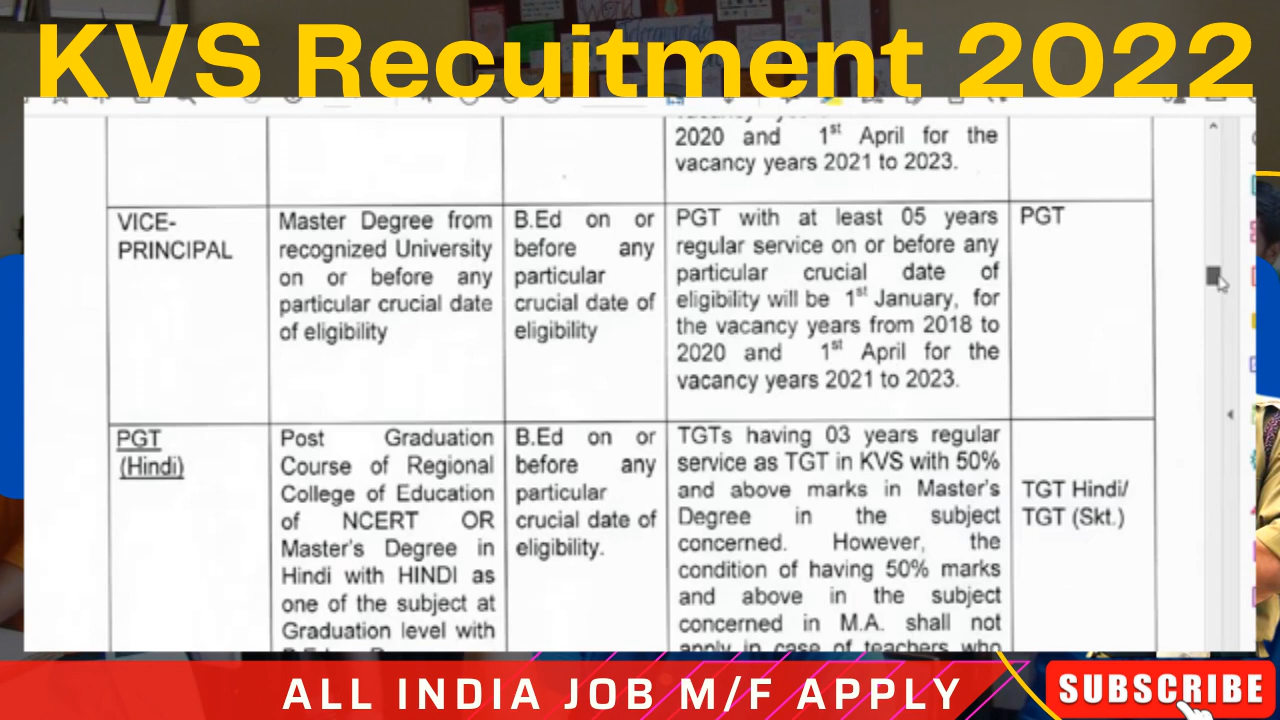 KVS Recuitment 2022
2020 and 1st April for the
vacancy years 2021 to 2023.
VICE-
PRINCIPAL
Master Degree from
recognized University
on or before any
particular crucial date
of eligibility
B.Ed on or
before any
particular
crucial date of
eligibility
PGT with at least 05 years
regular service on or before any
particular crucial date of
eligibility will be 1st January, for
the vacancy years from 2018 to
2020 and 1st April for the
vacancy years 2021 to 2023.
PGT
PGT
(Hindi)
Post Graduation
Course of Regional
College of Education
of NCERT OR
Master's Degree in
Hindi with HINDI as
one of the subject at
Graduation level with
B.Ed on or
before any
particular
crucial date of
eligibility.
TGTs having 03 years regular
service as TGT in KVS with 50%
and above marks in Master's
Degree in the subject
concerned. However, the
condition of having 50% marks
and above in the subject
concerned in M.A. shall not
apply in case of teachers who
TGT Hindi/
TGT (Skt.)
ALL INDIA JOB M/F APPLY
SUBSCRIBE